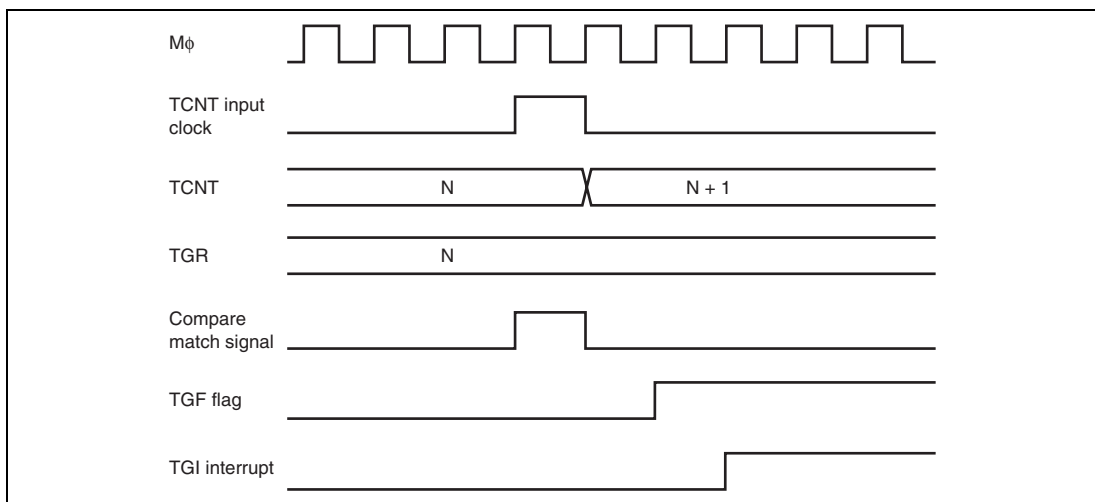 Mϕ
TCNT input
clock
TCNT
N
N + 1
TGR
N
Compare
match signal
TGF flag
TGI interrupt